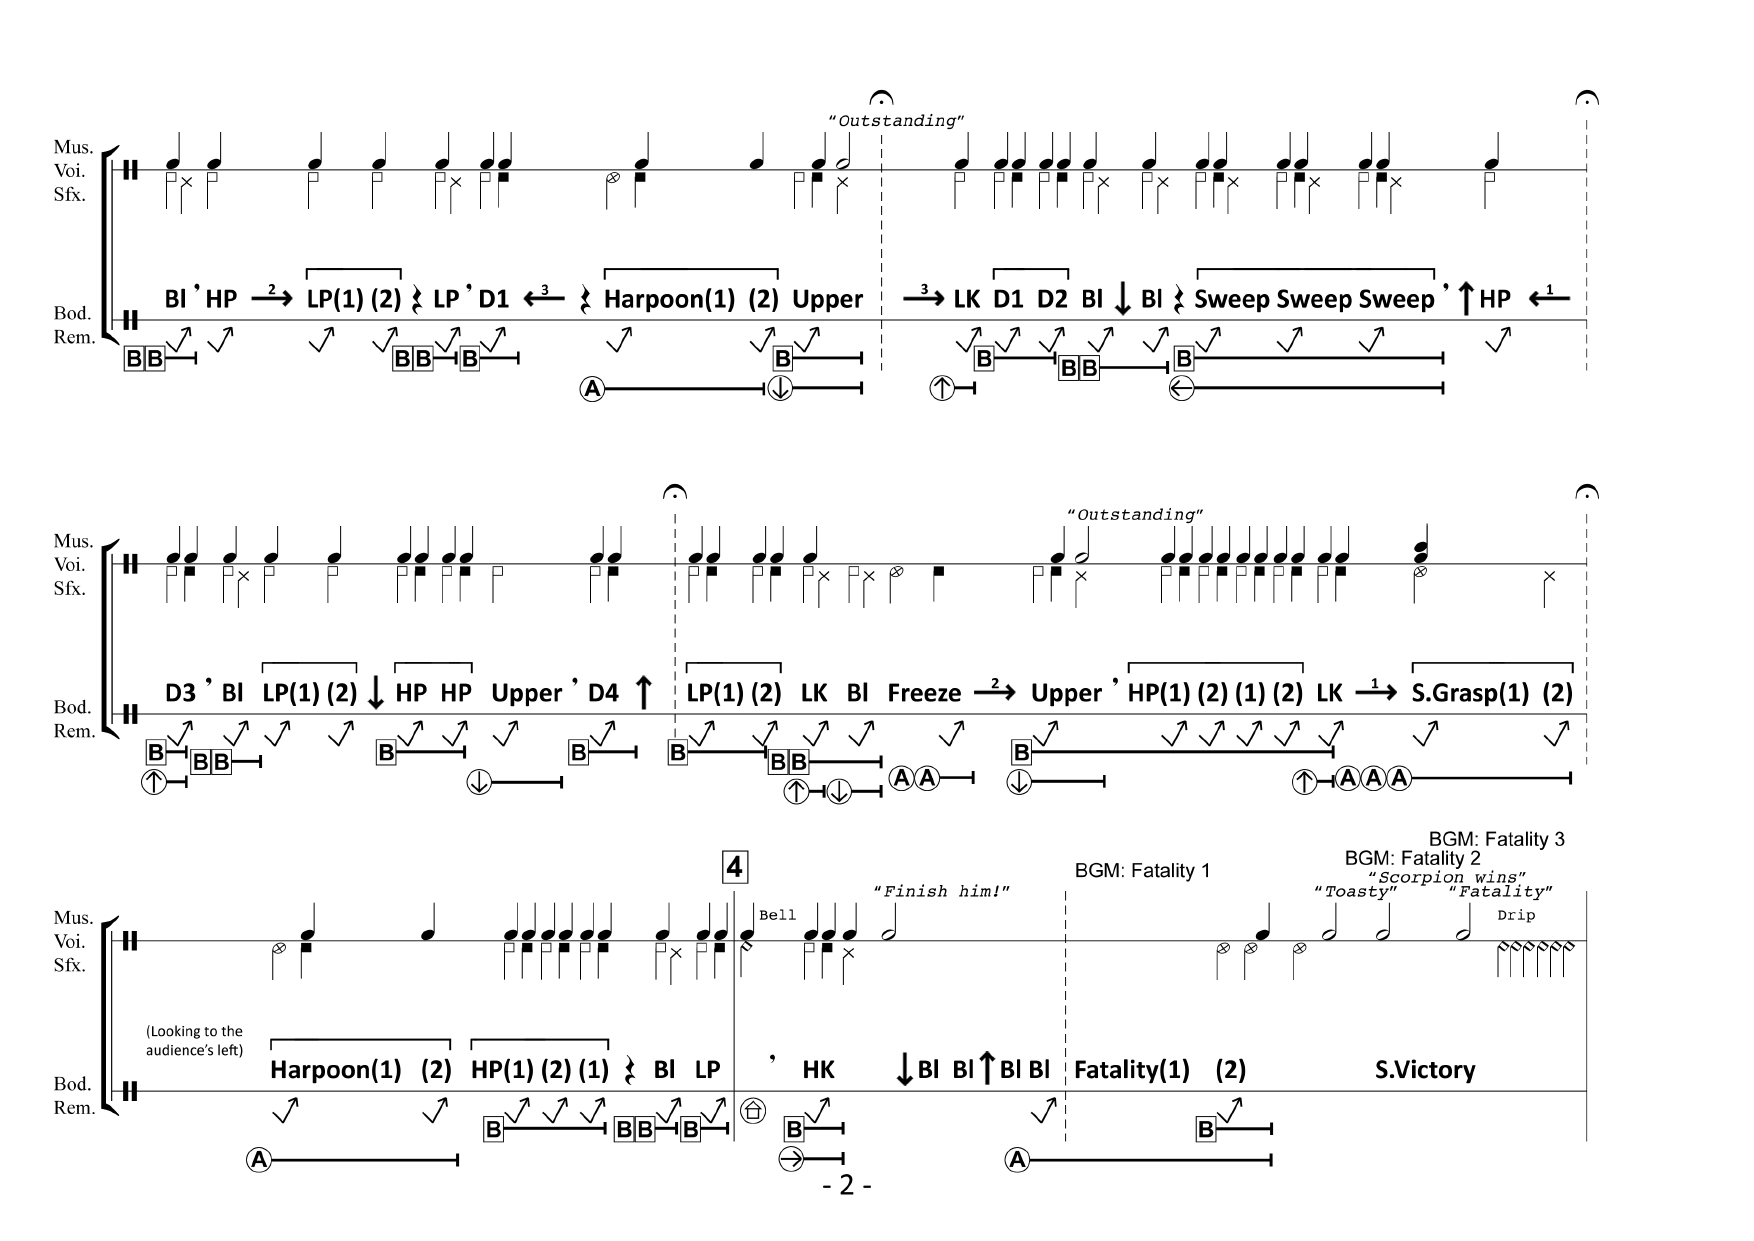 “Outstanding”
Mus.
Voi.
Sfx.
Bl ’ HP 2 LP(1) (2) LP ’ D1 3 Harpoon(1) (2) Upper 3 LK D1 D2 Bl ↓ Bl Sweep Sweep Sweep ’ ↑ HP 1
Bod.
Rem.
B B B B B B B B B B
A ↓ ↑ ←
“Outstanding”
Mus.
Voi.
Sfx.
D3 ’ Bl LP(1) (2) ↓ HP HP Upper ’ D4 ↑ LP(1) (2) LK Bl Freeze 2 Upper ’ HP(1) (2) (1) (2) LK 1 S.Grasp(1) (2)
Bod.
Rem.
B B B B B B B B B
↑ ↓ ↑ ↓ A A ↓ ↑ A A A
BGM: Fatality 3
BGM: Fatality 2
4 BGM: Fatality 1
“Scorpion wins”
“Finish him!” “Toasty” “Fatality”
Mus.
Voi.
Sfx.
Bell Drip
(Looking to the
audience’s left)
Harpoon(1) (2) HP(1) (2) (1) Bl LP ’ HK ↓ Bl Bl ↑ Bl Bl Fatality(1) (2) S.Victory
Bod.
Rem.
B B B B B B
A → A
- 2 -